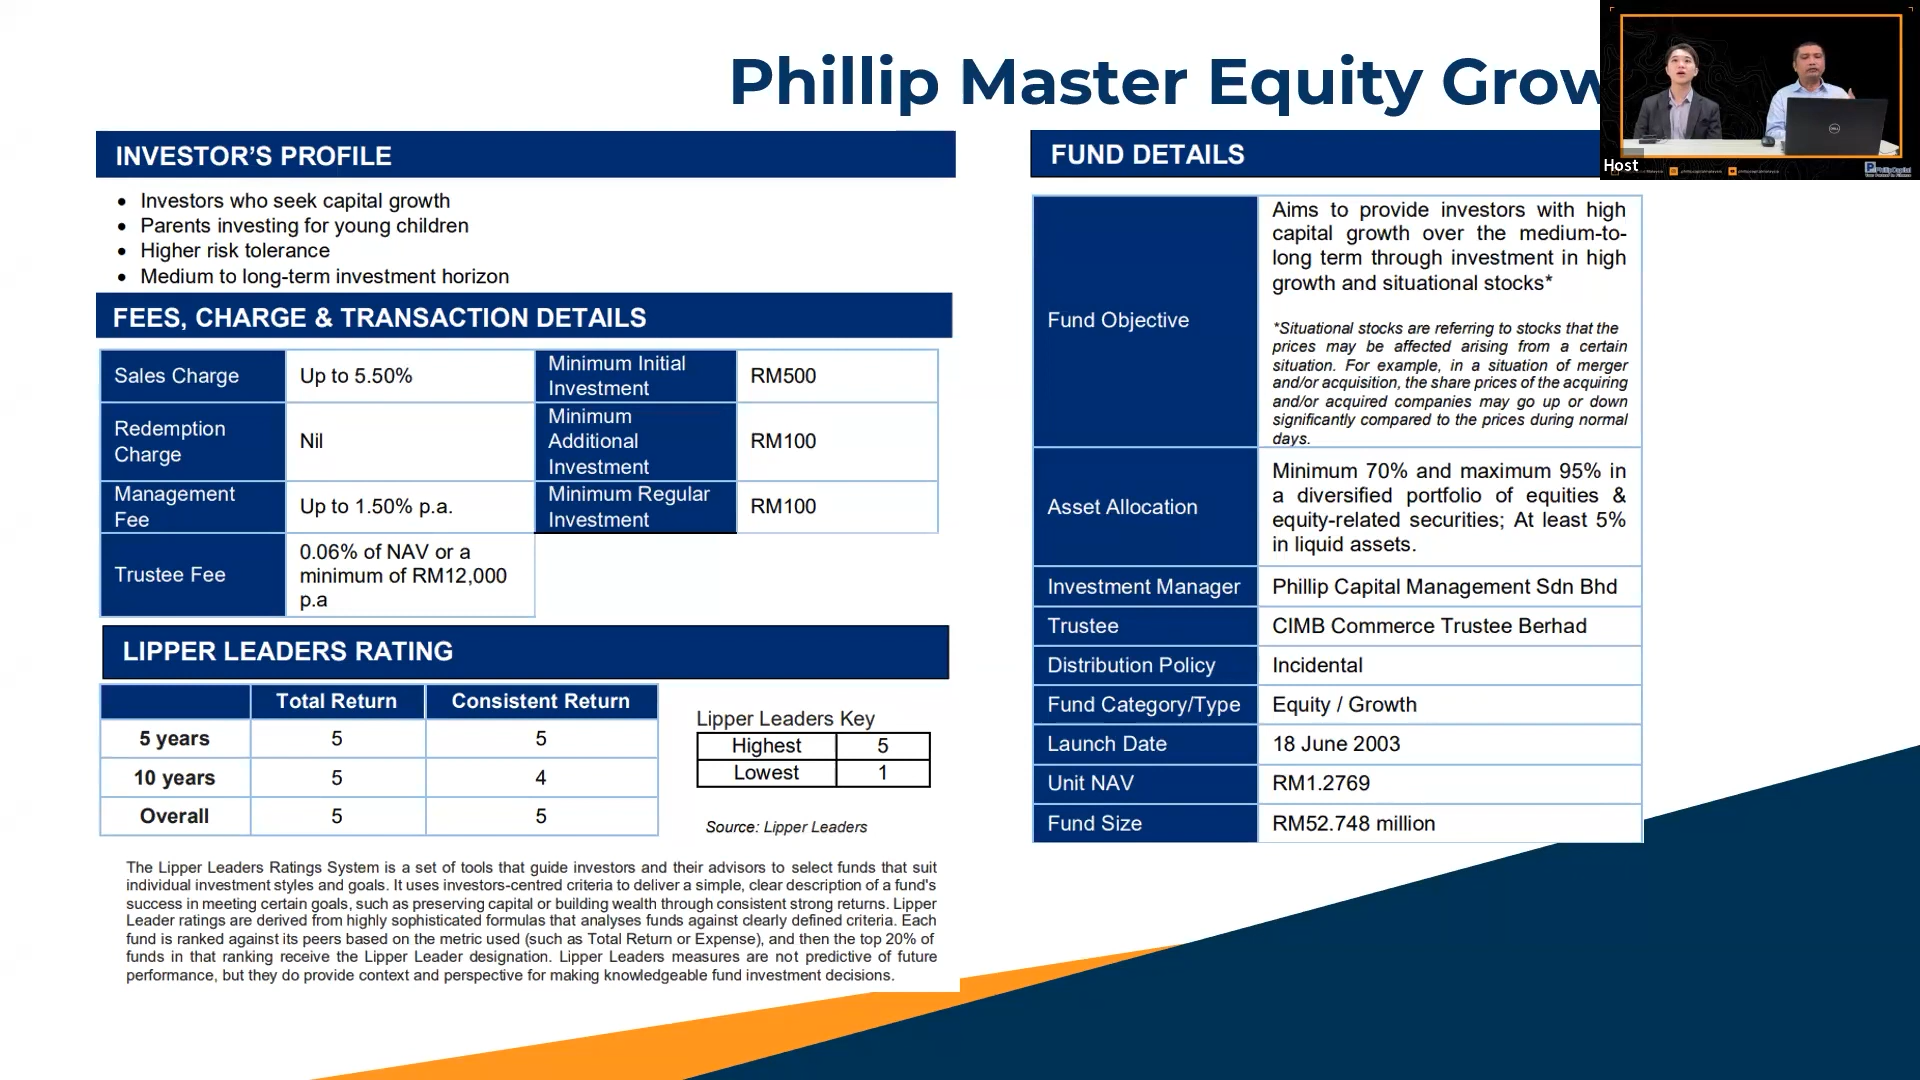 Phillip Master Equity Grow
INVESTOR’S PROFILE
• Investors who seek capital growth
• Parents investing for young children
• Higher risk tolerance
• Medium to long-term investment horizon
FEES, CHARGE & TRANSACTION DETAILS
Sales Charge
Up to 5.50%
Minimum Initial
Investment
RM500
Redemption
Charge
Nil
Minimum
Additional
Investment
RM100
Management
Fee
Up to 1.50% p.a.
Minimum Regular
Investment
RM100
Trustee Fee
0.06% of NAV or a
minimum of RM12,000
p.a
LIPPER LEADERS RATING
Total Return Consistent Return
5 years 5 5
10 years 5 4
Overall 5 5
Lipper Leaders Key
Highest 5
Lowest 1
Source: Lipper Leaders
The Lipper Leaders Ratings System is a set of tools that guide investors and their advisors to select funds that suit
individual investment styles and goals. It uses investors-centred criteria to deliver a simple, clear description of a fund's
success in meeting certain goals, such as preserving capital or building wealth through consistent strong returns. Lipper
Leader ratings are derived from highly sophisticated formulas that analyses funds against clearly defined criteria. Each
fund is ranked against its peers based on the metric used (such as Total Return or Expense), and then the top 20% of
funds in that ranking receive the Lipper Leader designation. Lipper Leaders measures are not predictive of future
performance, but they do provide context and perspective for making knowledgeable fund investment decisions.
FUND DETAILS
Fund Objective
Aims to provide investors with high
capital growth over the medium-to-
long term through investment in high
growth and situational stocks*
*Situational stocks are referring to stocks that the
prices may be affected arising from a certain
situation. For example, in a situation of merger
and/or acquisition, the share prices of the acquiring
and/or acquired companies may go up or down
significantly compared to the prices during normal
days.
Asset Allocation
Minimum 70% and maximum 95% in
a diversified portfolio of equities &
equity-related securities; At least 5%
in liquid assets.
Investment Manager Phillip Capital Management Sdn Bhd
Trustee CIMB Commerce Trustee Berhad
Distribution Policy Incidental
Fund Category/Type Equity / Growth
Launch Date 18 June 2003
Unit NAV RM1.2769
Fund Size RM52.748 million
Host
DELL
PhillipCapital